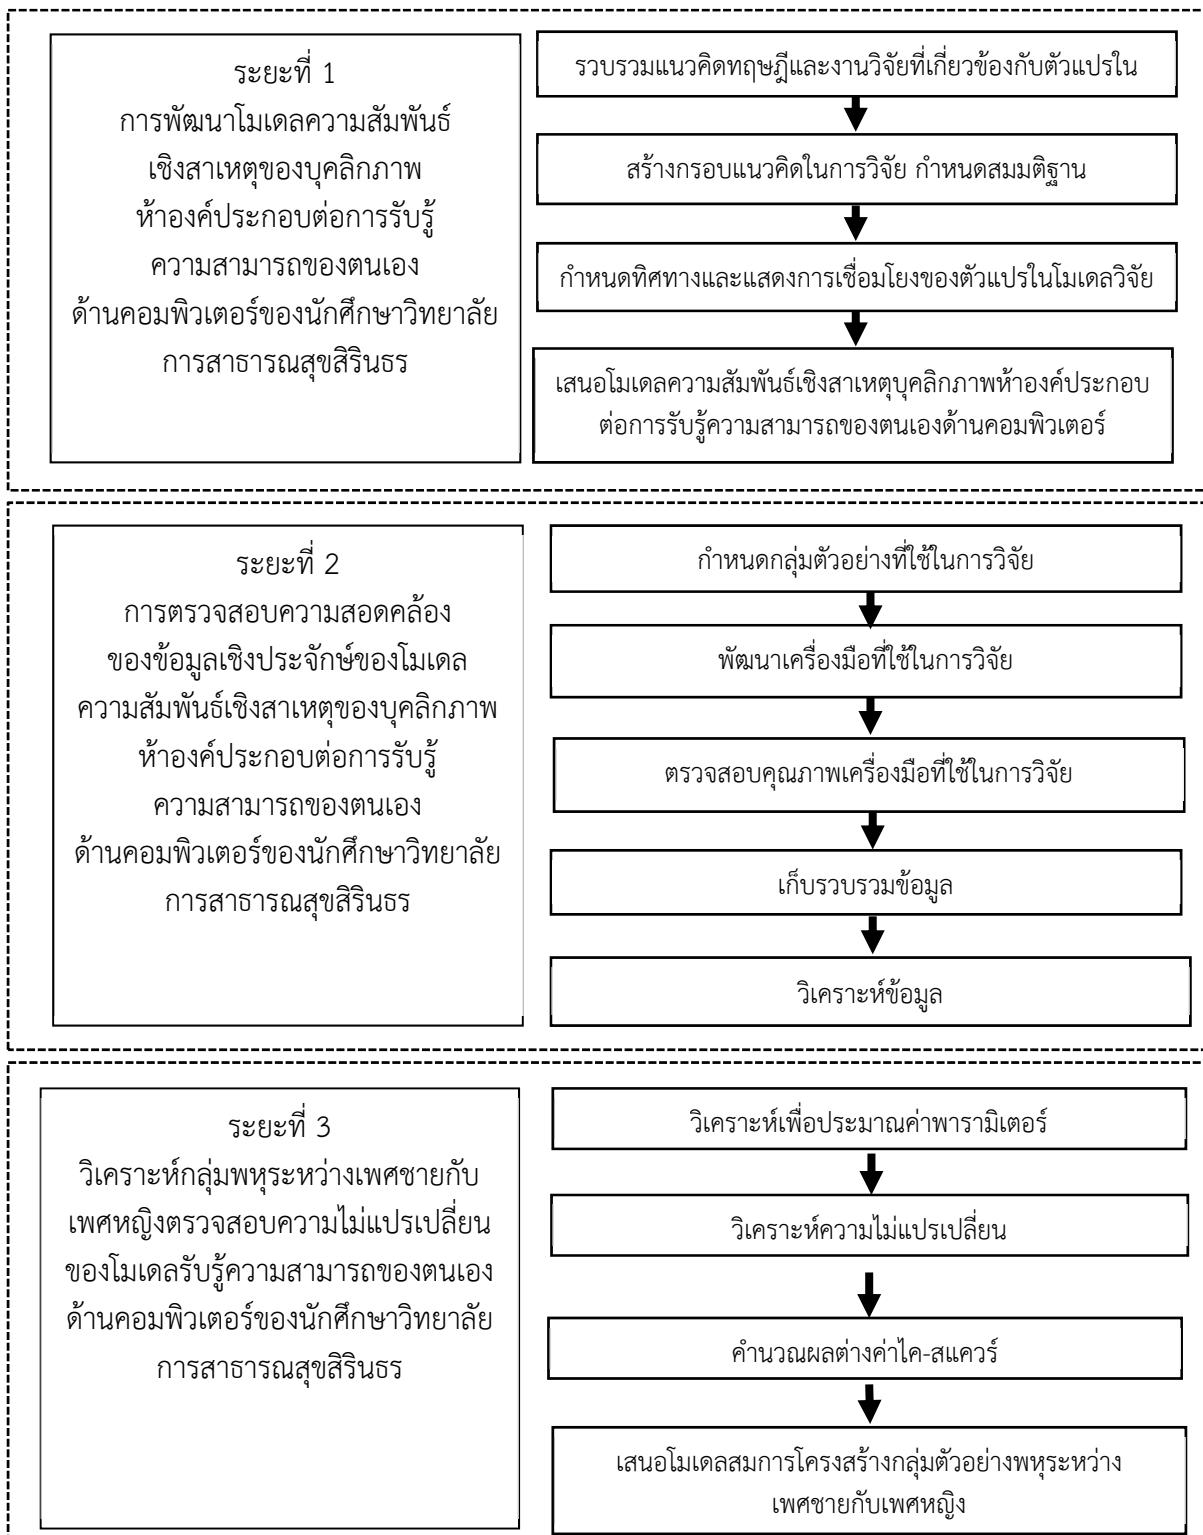 ระยะที่ 1
การพัฒนาโมเดลความสัมพันธ์
เชิงสาเหตุของบุคลิกภาพ
ห้าองค์ประกอบต่อการรับรู้
ความสามารถของตนเอง
ด้านคอมพิวเตอร์ของนักศึกษาวิทยาลัย
การสาธารณสุขสิรินธร
รวบรวมแนวคิดทฤษฎีและงานวิจัยที่เกี่ยวข้องกับตัวแปรใน
สร้างกรอบแนวคิดในการวิจัย กำหนดสมมติฐาน
กำหนดทิศทางและแสดงการเชื่อมโยงของตัวแปรในโมเดลวิจัย
เสนอโมเดลความสัมพันธ์เชิงสาเหตุบุคลิกภาพห้าองค์ประกอบ
ต่อการรับรู้ความสามารถของตนเองด้านคอมพิวเตอร์
ระยะที่ 2
การตรวจสอบความสอดคล้อง
ของข้อมูลเชิงประจักษ์ของโมเดล
ความสัมพันธ์เชิงสาเหตุของบุคลิกภาพ
ห้าองค์ประกอบต่อการรับรู้
ความสามารถของตนเอง
ด้านคอมพิวเตอร์ของนักศึกษาวิทยาลัย
การสาธารณสุขสิรินธร
กำหนดกลุ่มตัวอย่างที่ใช้ในการวิจัย
พัฒนาเครื่องมือที่ใช้ในการวิจัย
ตรวจสอบคุณภาพเครื่องมือที่ใช้ในการวิจัย
เก็บรวบรวมข้อมูล
วิเคราะห์ข้อมูล
ระยะที่ 3
วิเคราะห์กลุ่มพหุระหว่างเพศชายกับ
เพศหญิงตรวจสอบความไม่แปรเปลี่ยน
ของโมเดลรับรู้ความสามารถของตนเอง
ด้านคอมพิวเตอร์ของนักศึกษาวิทยาลัย
การสาธารณสุขสิรินธร
วิเคราะห์เพื่อประมาณค่าพารามิเตอร์
วิเคราะห์ความไม่แปรเปลี่ยน
คำนวณผลต่างค่าไค-สแควร์
เสนอโมเดลสมการโครงสร้างกลุ่มตัวอย่างพหุระหว่าง
เพศชายกับเพศหญิง